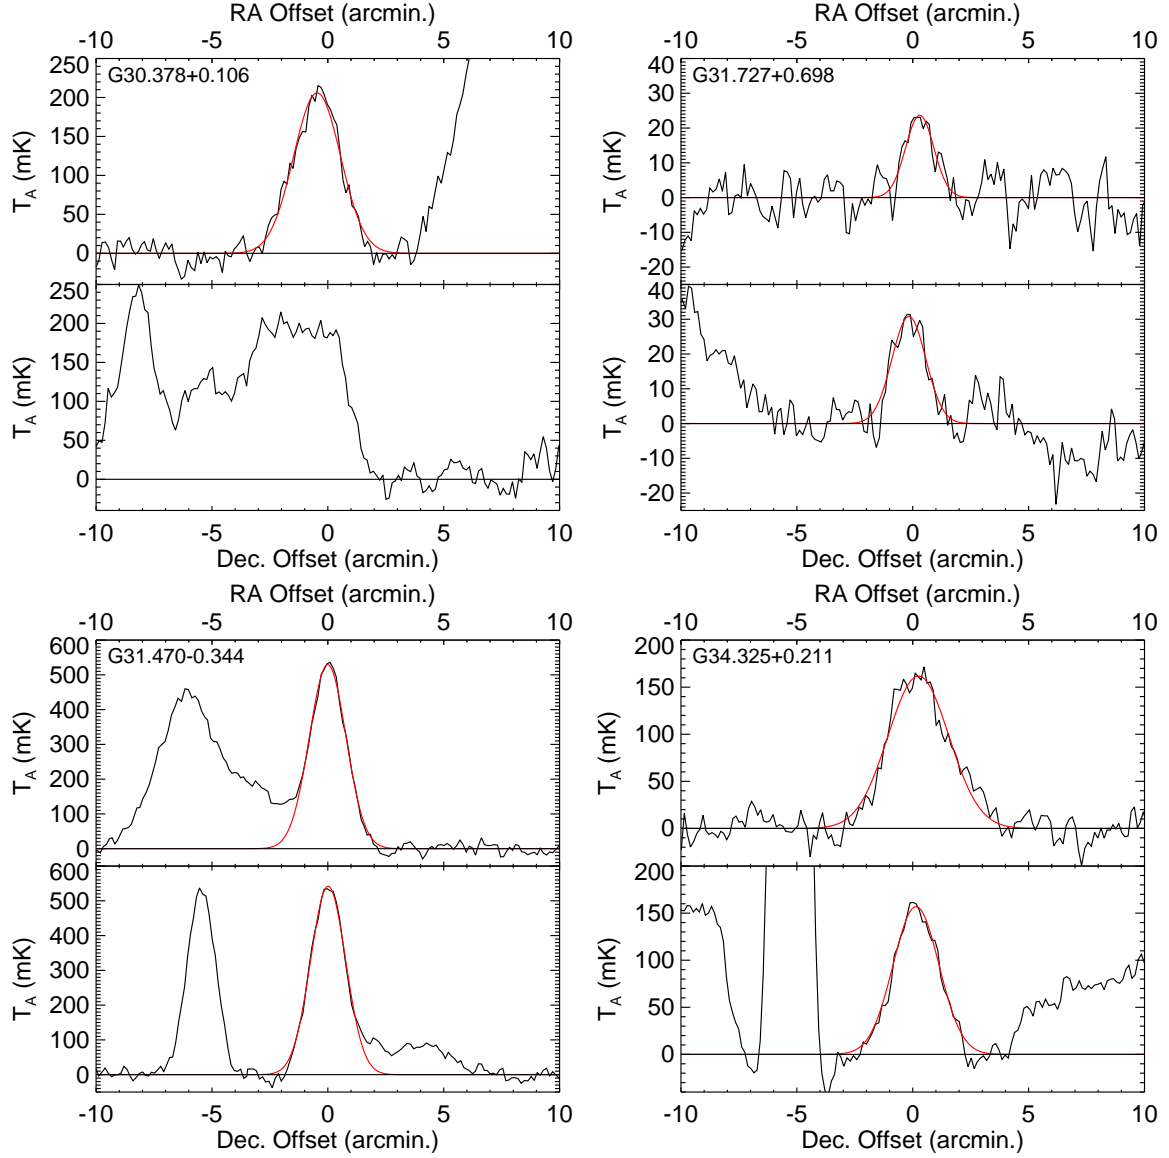 RA Offset (arcmin.)
-10 -5 0 5 10
G30.378+0.106
250
200
150
100
50
0
T_A (mK)
250
200
150
100
50
0
T_A (mK)
-10 -5 0 5 10
Dec. Offset (arcmin.)
RA Offset (arcmin.)
-10 -5 0 5 10
G31.727+0.698
40
30
20
10
0
-10
-20
T_A (mK)
40
30
20
10
0
-10
-20
T_A (mK)
-10 -5 0 5 10
Dec. Offset (arcmin.)
RA Offset (arcmin.)
-10 -5 0 5 10
G31.470-0.344
600
500
400
300
200
100
0
T_A (mK)
600
500
400
300
200
100
0
T_A (mK)
-10 -5 0 5 10
Dec. Offset (arcmin.)
RA Offset (arcmin.)
-10 -5 0 5 10
G34.325+0.211
200
150
100
50
0
T_A (mK)
200
150
100
50
0
T_A (mK)
-10 -5 0 5 10
Dec. Offset (arcmin.)